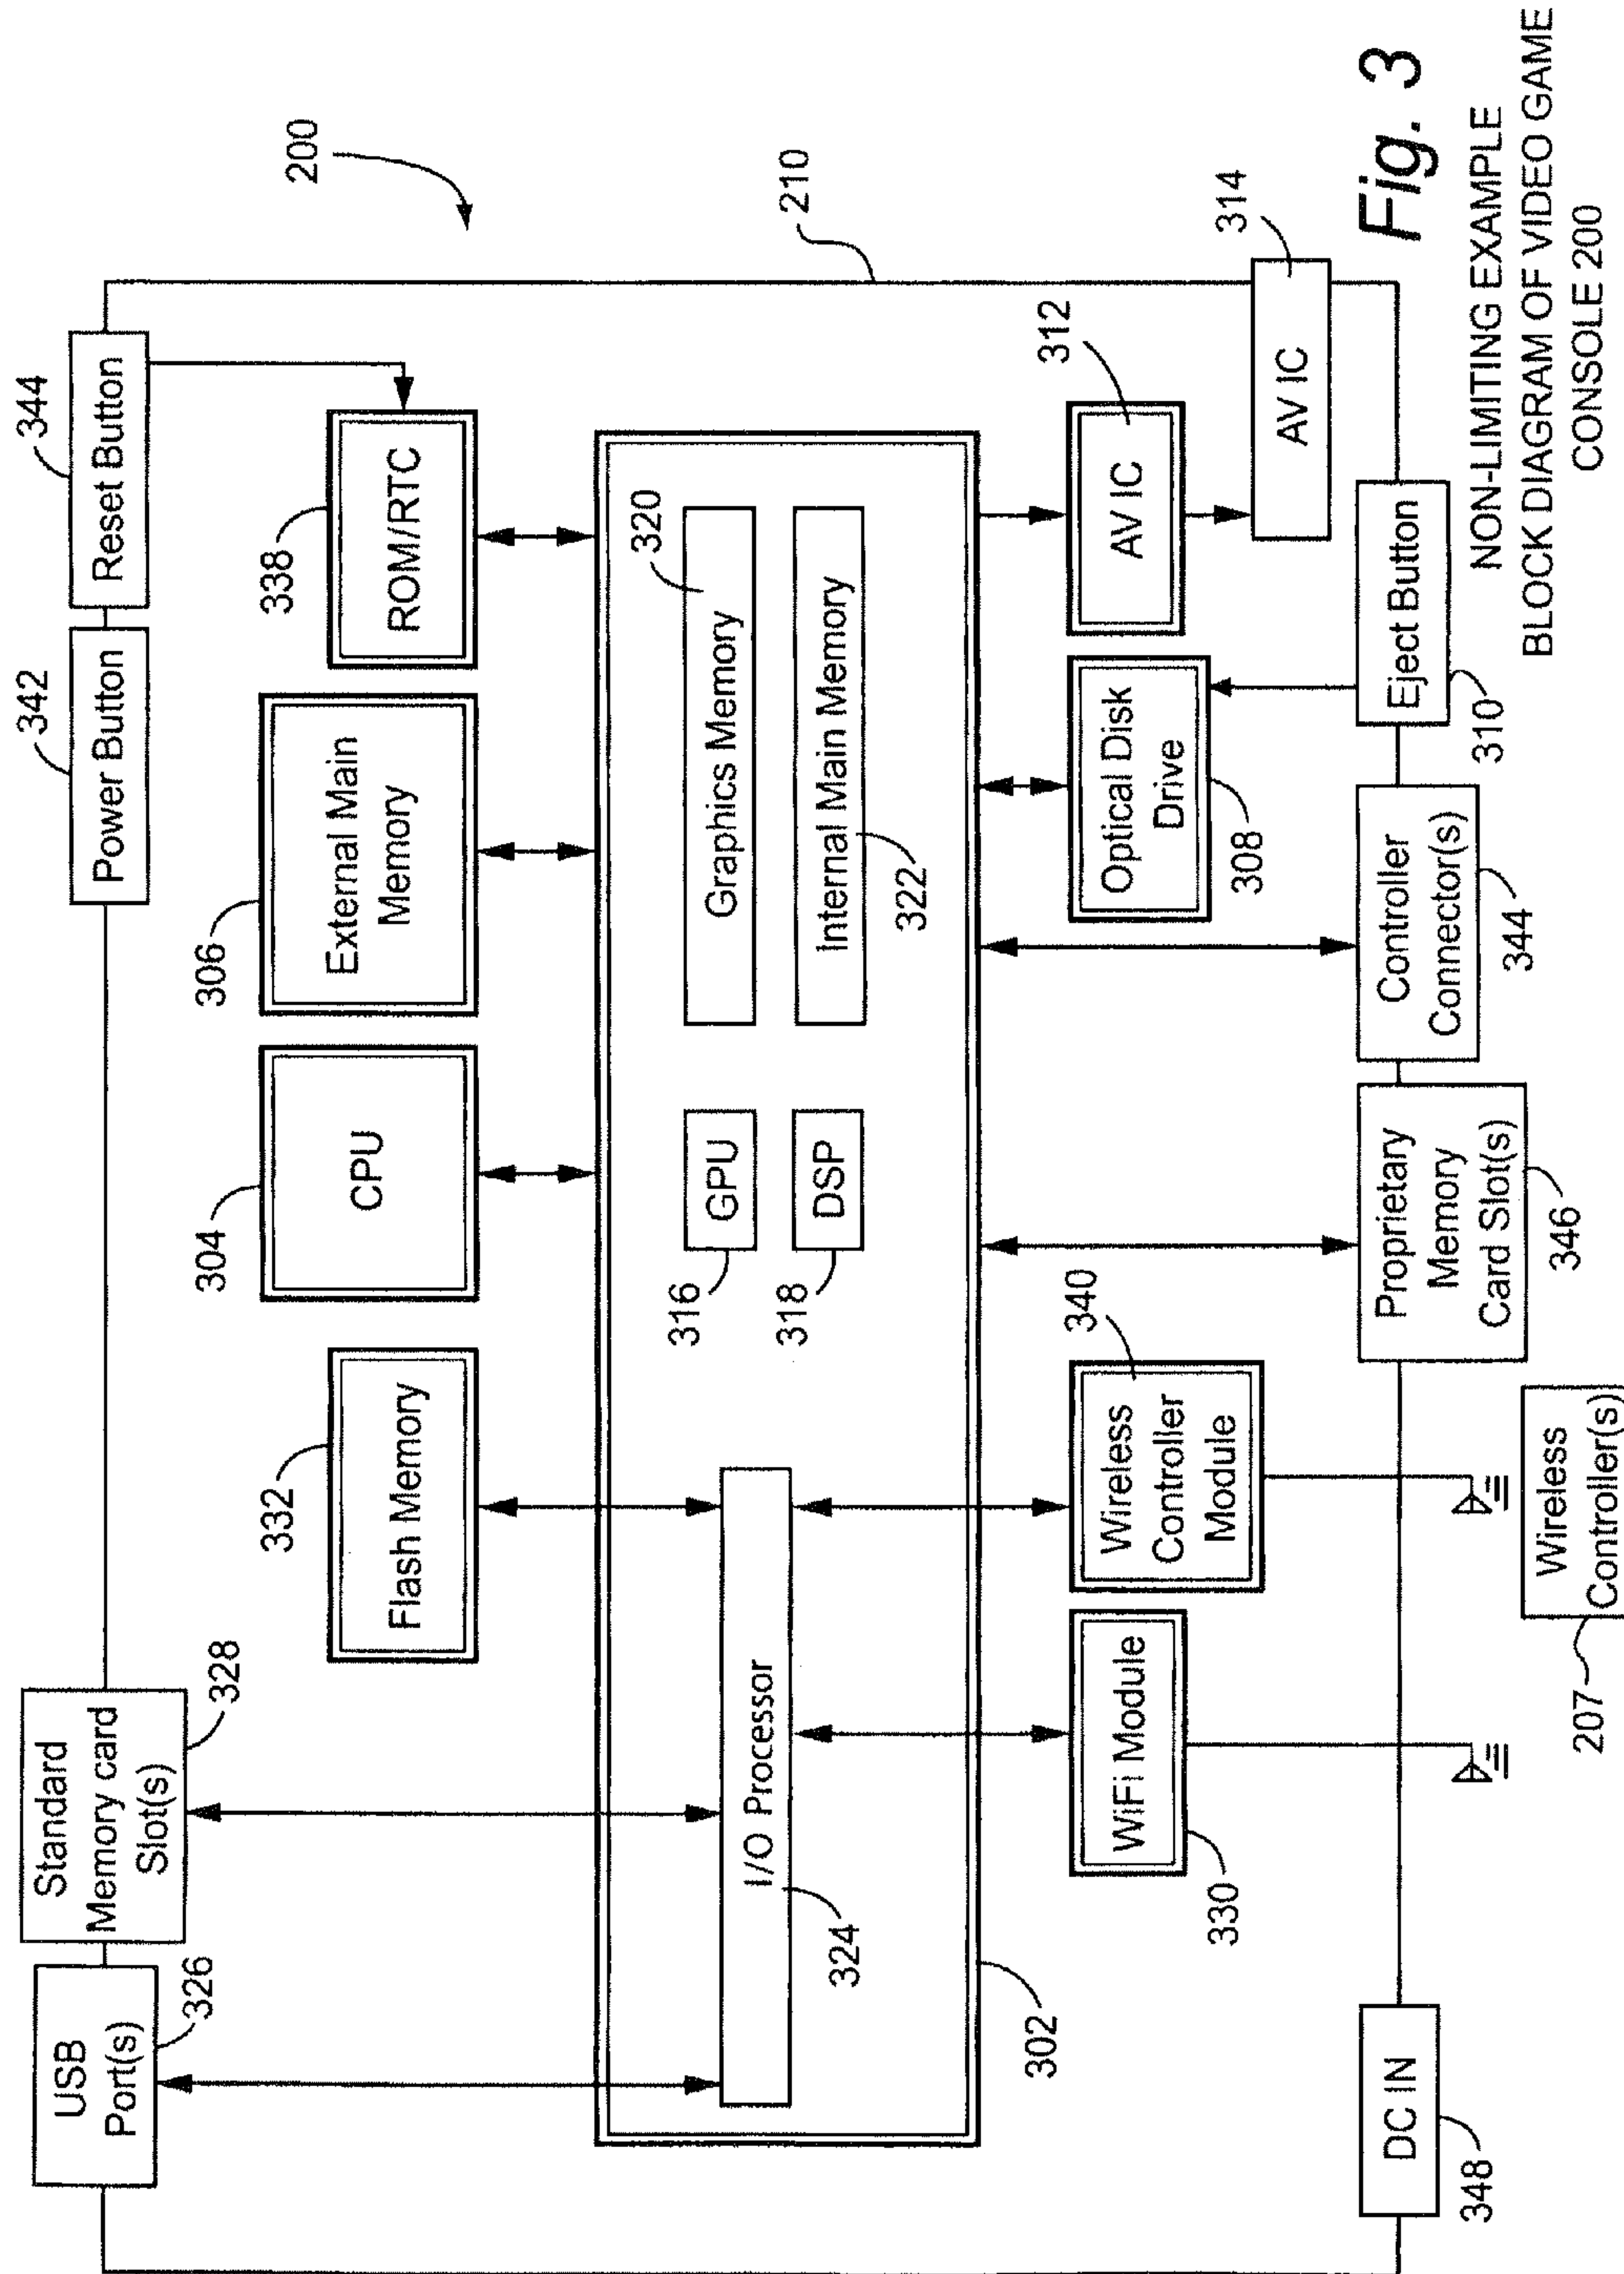 200
326
USB
Port(s)
328
Standard
Memory card
Slot(s)
342
Power Button
344
Reset Button
332
Flash Memory
304
CPU
306
External Main
Memory
338
ROM/RTC
I/O Processor
324
316
GPU
318
DSP
320
Graphics Memory
Internal Main Memory
322
302
210
330
WiFi Module
340
Wireless
Controller
Module
Optical Disk
Drive
308
312
AV IC
314
AV IC
348
DC IN
207
Wireless
Controller(s)
Proprietary
Memory
Card Slot(s)
346
Controller
Connector(s)
344
310
Eject Button
Fig. 3
NON-LIMITING EXAMPLE
BLOCK DIAGRAM OF VIDEO GAME
CONSOLE 200